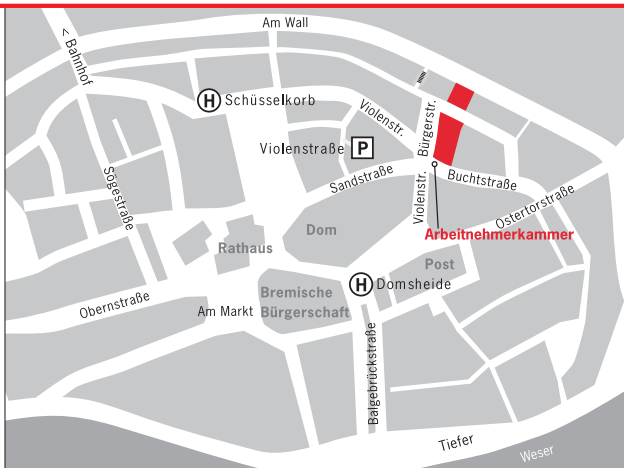 Am Wall
< Bahnhof
H Schüsselkorb
Violenstr.
Bürgerstr.
Violenstraße P
Sandstraße
Buchtstraße
Sögestraße
Violenstr.
Ostertorstraße
Arbeitnehmerkammer
Dom
Rathaus
Post
H Domsheide
Obernstraße
Am Markt
Bremische
Bürgerschaft
Balgebrückstraße
Tiefer
Weser